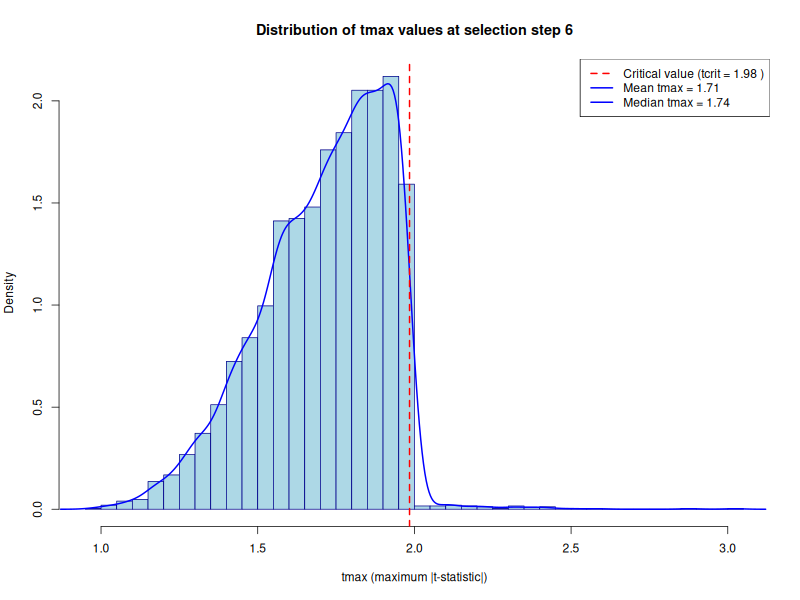 Distribution of tmax values at selection step 6
Critical value (tcrit = 1.98 )
Mean tmax = 1.71
Median tmax = 1.74
Density
2.0
1.5
1.0
0.5
0.0
1.0 1.5 2.0 2.5 3.0
tmax (maximum |t-statistic|)